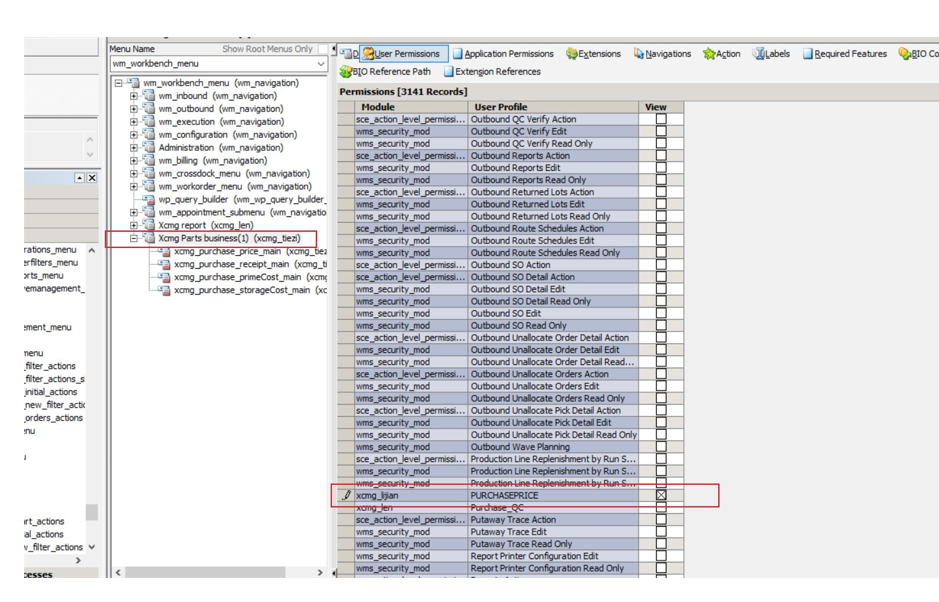 Menu Name Show Root Menus Only
wm_workbench_menu
wm_workbench_menu (wm_navigation)
wm_inbound (wm_navigation)
wm_outbound (wm_navigation)
wm_execution (wm_navigation)
wm_configuration (wm_navigation)
Administration (wm_navigation)
wm_billing (wm_navigation)
wm_crossdock_menu (wm_navigation)
wm_workorder_menu (wm_navigation)
wp_query_builder (wm_wp_query_builder_
wm_appointment_submenu (wm_navigatio
Xcmg report (xcmg_len)
Xcmg Parts business(1) (xcmg_tiezi)
xcmg_purchase_price_main (xcmg_tiez
xcmg_purchase_receipt_main (xcmg_ti
xcmg_purchase_primeCost_main (xcmg
xcmg_purchase_storageCost_main (xc
rations_menu
erfilters_menu
orts_menu
emanagement_
ement_menu
menu
filter_actions
filter_actions_s
initial_actions
new_filter_actic
orders_actions
enu
rt_actions
ial_actions
v_filter_actions
cesses
D User Permissions Application Permissions Extensions Navigations Action Labels Required Features BIO Co
BIO Reference Path Extension References
Permissions [3141 Records]
Module User Profile View
sce_action_level_permissi... Outbound QC Verify Action
wms_security_mod Outbound QC Verify Edit
wms_security_mod Outbound QC Verify Read Only
sce_action_level_permissi... Outbound Reports Action
wms_security_mod Outbound Reports Edit
wms_security_mod Outbound Reports Read Only
sce_action_level_permissi... Outbound Returned Lots Action
wms_security_mod Outbound Returned Lots Edit
wms_security_mod Outbound Returned Lots Read Only
sce_action_level_permissi... Outbound Route Schedules Action
wms_security_mod Outbound Route Schedules Edit
wms_security_mod Outbound Route Schedules Read Only
sce_action_level_permissi... Outbound SO Action
sce_action_level_permissi... Outbound SO Detail Action
wms_security_mod Outbound SO Detail Edit
wms_security_mod Outbound SO Detail Read Only
wms_security_mod Outbound SO Edit
wms_security_mod Outbound SO Read Only
sce_action_level_permissi... Outbound Unallocate Order Detail Action
wms_security_mod Outbound Unallocate Order Detail Edit
wms_security_mod Outbound Unallocate Order Detail Read...
sce_action_level_permissi... Outbound Unallocate Orders Action
wms_security_mod Outbound Unallocate Orders Edit
wms_security_mod Outbound Unallocate Orders Read Only
sce_action_level_permissi... Outbound Unallocate Pick Detail Action
wms_security_mod Outbound Unallocate Pick Detail Edit
wms_security_mod Outbound Unallocate Pick Detail Read Only
wms_security_mod Outbound Wave Planning
sce_action_level_permissi... Production Line Replenishment by Run S...
wms_security_mod Production Line Replenishment by Run S...
wms_security_mod Production Line Replenishment by Run S...
xcmg_lijian PURCHASEPRICE
xcmg_len Purchase_QC
sce_action_level_permissi... Putaway Trace Action
wms_security_mod Putaway Trace Edit
wms_security_mod Putaway Trace Read Only
wms_security_mod Report Printer Configuration Edit
wms_security_mod Report Printer Configuration Read Only